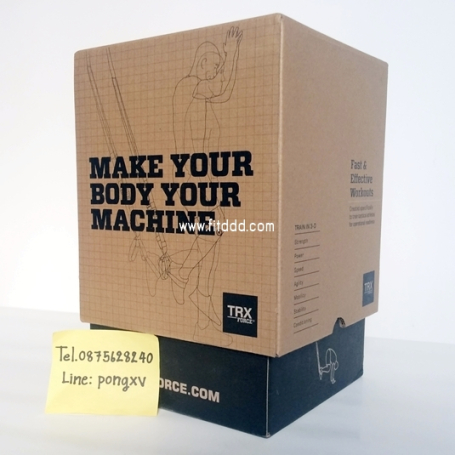 MAKE YOUR
BODY YOUR
MACHINE
www.fitddd.com
TRX
FORCE
Fast &
Effective
Workouts
Strength
Power
Speed
Agility
Mobility
Stability
Conditioning
TRX
ORCE.COM
Tel.0875628240
Line: pongxv